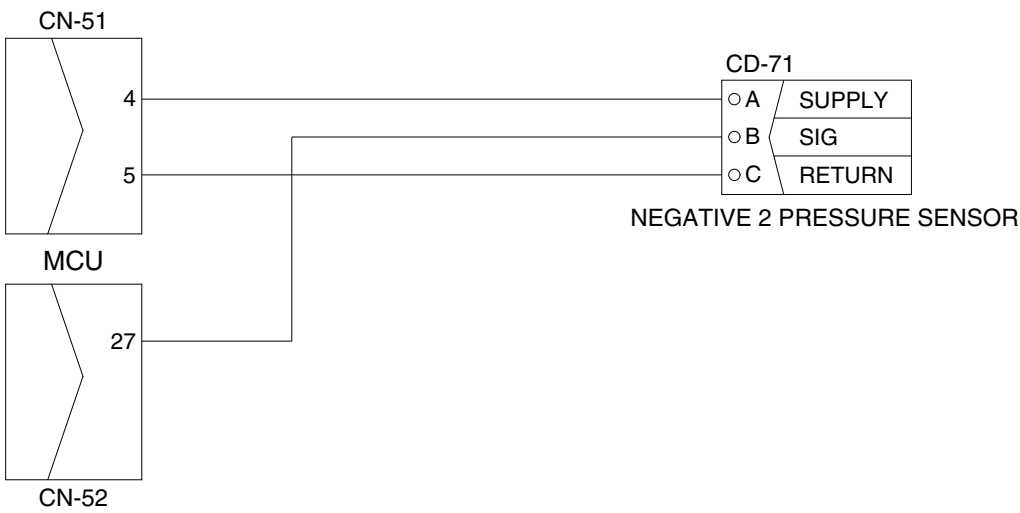 CN-51
4
5
MCU
27
CN-52
CD-71
A SUPPLY
B SIG
C RETURN
NEGATIVE 2 PRESSURE SENSOR